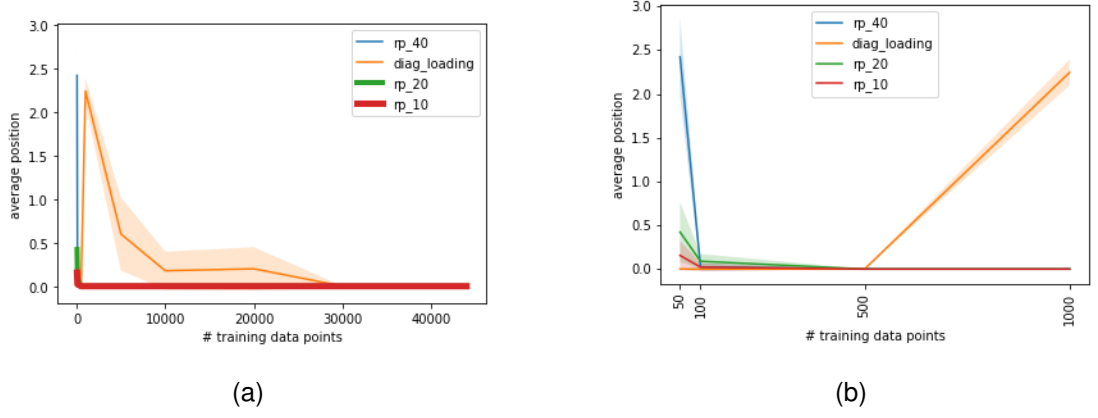 3.0
2.5
2.0
1.5
1.0
0.5
0.0
average position
rp_40
diag_loading
rp_20
rp_10
0
10000
20000
30000
40000
# training data points
(a)
3.0
2.5
2.0
1.5
1.0
0.5
0.0
average position
rp_40
diag_loading
rp_20
rp_10
50
100
500
1000
# training data points
(b)